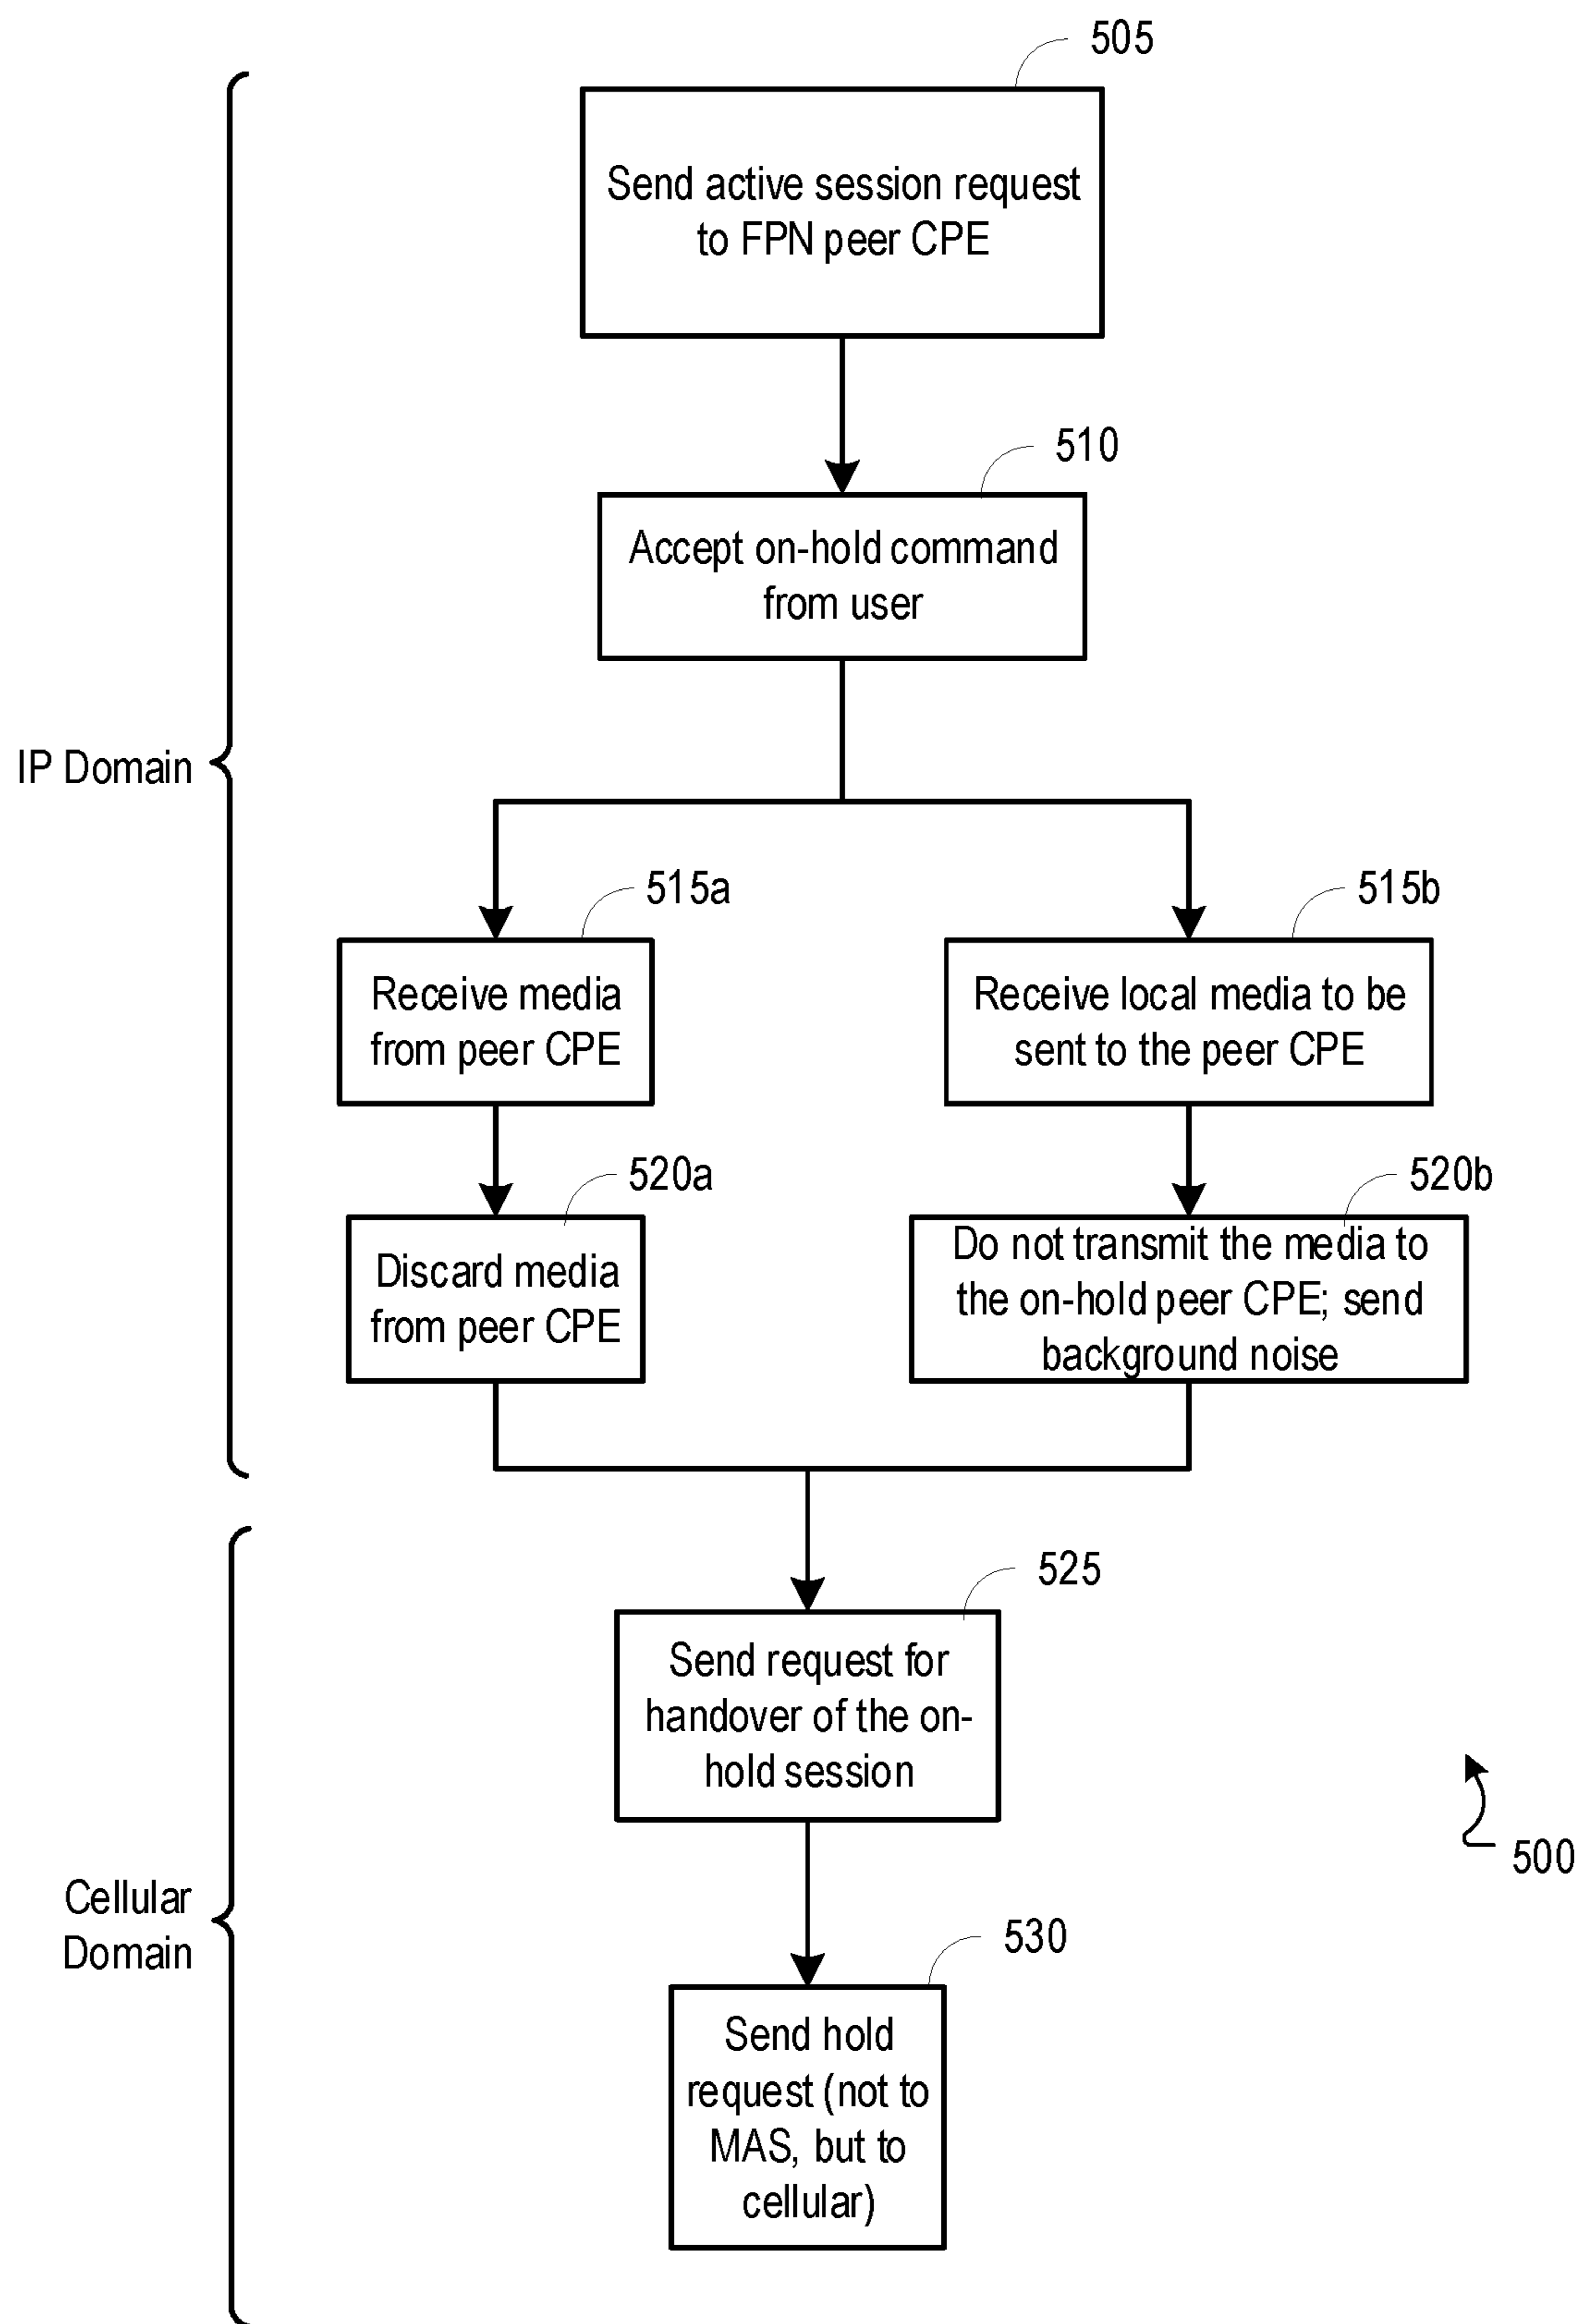 505
Send active session request
to FPN peer CPE
510
Accept on-hold command
from user
IP Domain
515a
515b
Receive media
from peer CPE
Receive local media to be
sent to the peer CPE
520a
520b
Discard media
from peer CPE
Do not transmit the media to
the on-hold peer CPE; send
background noise
525
Send request for
handover of the on-
hold session
500
Cellular
Domain
530
Send hold
request (not to
MAS, but to
cellular)